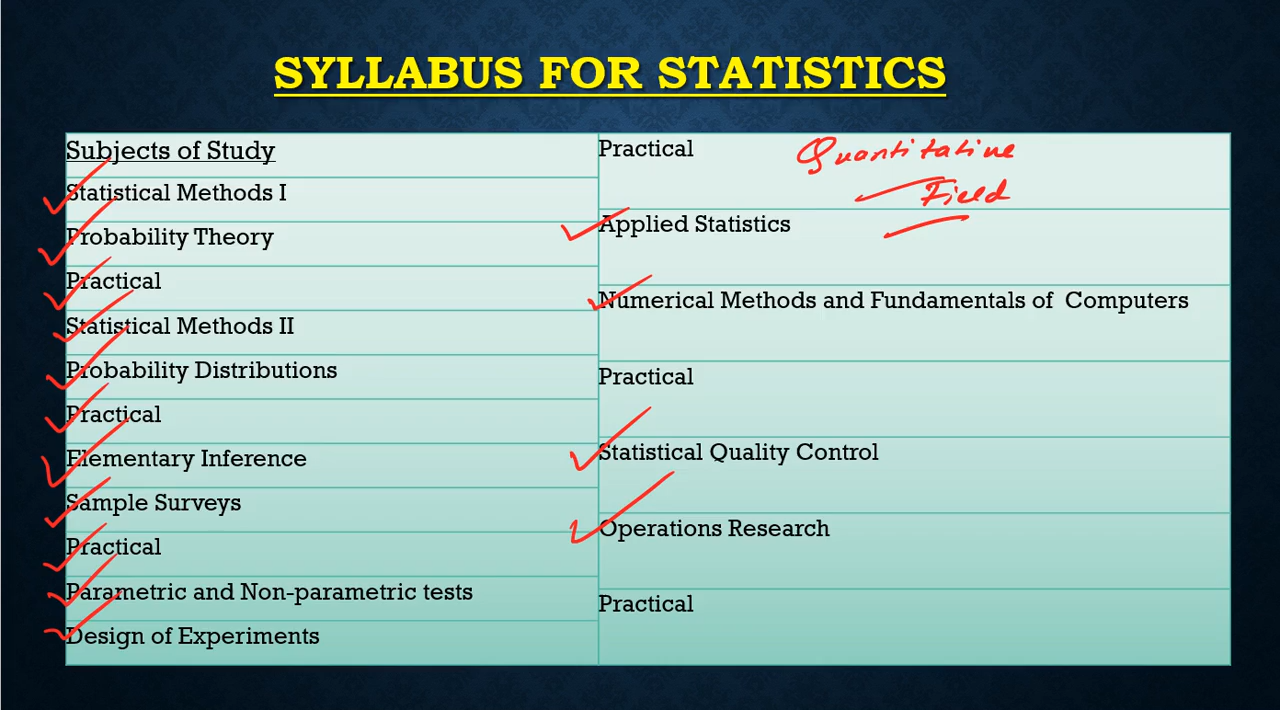 SYLLABUS FOR STATISTICS
Subjects of Study
Statistical Methods I
Probability Theory
Practical
Statistical Methods II
Probability Distributions
Practical
Elementary Inference
Sample Surveys
Practical
Parametric and Non-parametric tests
Design of Experiments
Practical
Quantitative
Field
Applied Statistics
Numerical Methods and Fundamentals of Computers
Practical
Statistical Quality Control
Operations Research
Practical